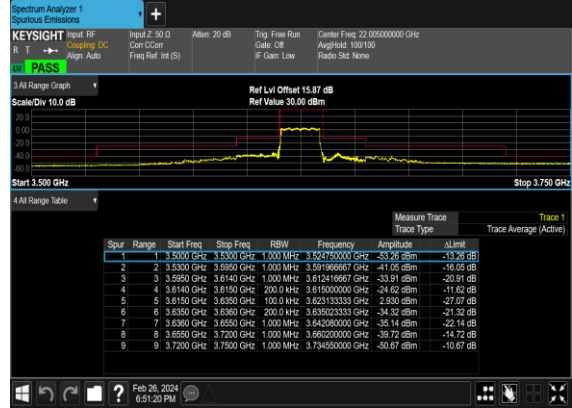 Spectrum Analyzer 1
Spurious Emissions
+
KEYSIGHT Input: RF Input Z: 50 Ω Atten: 20 dB Trig: Free Run Center Freq: 22.005000000 GHz
R T Coupling: DC Corr CCorr Gate: Off Avg|Hold: 100/100
Align: Auto Freq Ref: Int (S) IF Gain: Low Radio Std: None
LW PASS
3 All Range Graph
Ref Lvl Offset 15.87 dB
Scale/Div 10.0 dB Ref Value 30.00 dBm
20.0
0.00
-20.0
-40.0
-60.0
Start 3.500 GHz Stop 3.750 GHz
4 All Range Table
Measure Trace Trace 1
Trace Type Trace Average (Active)
Spur Range Start Freq Stop Freq RBW Frequency Amplitude ΔLimit
1 1 3.5000 GHz 3.5300 GHz 1.000 MHz 3.524750000 GHz -53.26 dBm -13.26 dB
2 2 3.5300 GHz 3.5950 GHz 1.000 MHz 3.591966667 GHz -41.05 dBm -16.05 dB
3 3 3.5950 GHz 3.6140 GHz 1.000 MHz 3.612416667 GHz -33.91 dBm -20.91 dB
4 4 3.6140 GHz 3.6150 GHz 200.0 kHz 3.615000000 GHz -24.62 dBm -11.62 dB
5 5 3.6150 GHz 3.6350 GHz 100.0 kHz 3.623133333 GHz 2.930 dBm -27.07 dB
6 6 3.6350 GHz 3.6360 GHz 200.0 kHz 3.635023333 GHz -34.32 dBm -21.32 dB
7 7 3.6360 GHz 3.6550 GHz 1.000 MHz 3.642080000 GHz -35.14 dBm -22.14 dB
8 8 3.6550 GHz 3.7200 GHz 1.000 MHz 3.660200000 GHz -39.72 dBm -14.72 dB
9 9 3.7200 GHz 3.7500 GHz 1.000 MHz 3.734550000 GHz -50.67 dBm -10.67 dB
? Feb 26, 2024
6:51:20 PM